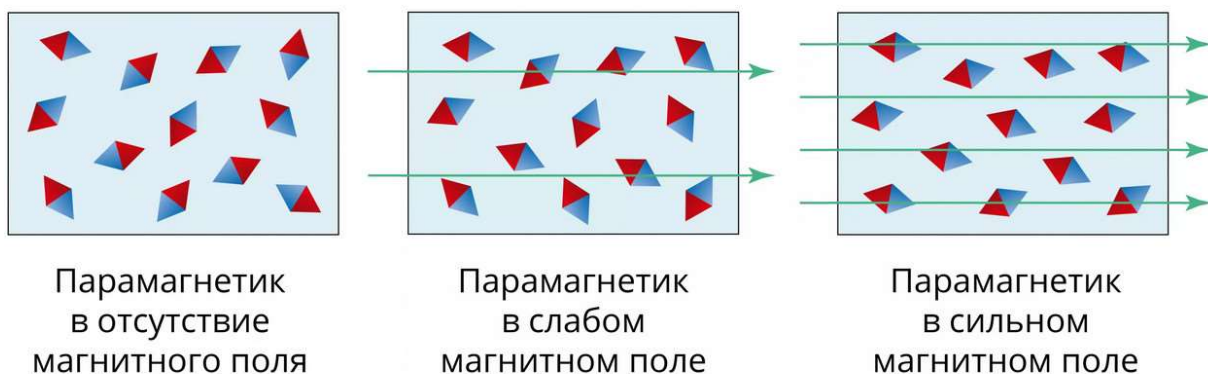 Парамагнетик
в отсутствие
магнитного поля
Парамагнетик
в слабом
магнитном поле
Парамагнетик
в сильном
магнитном поле